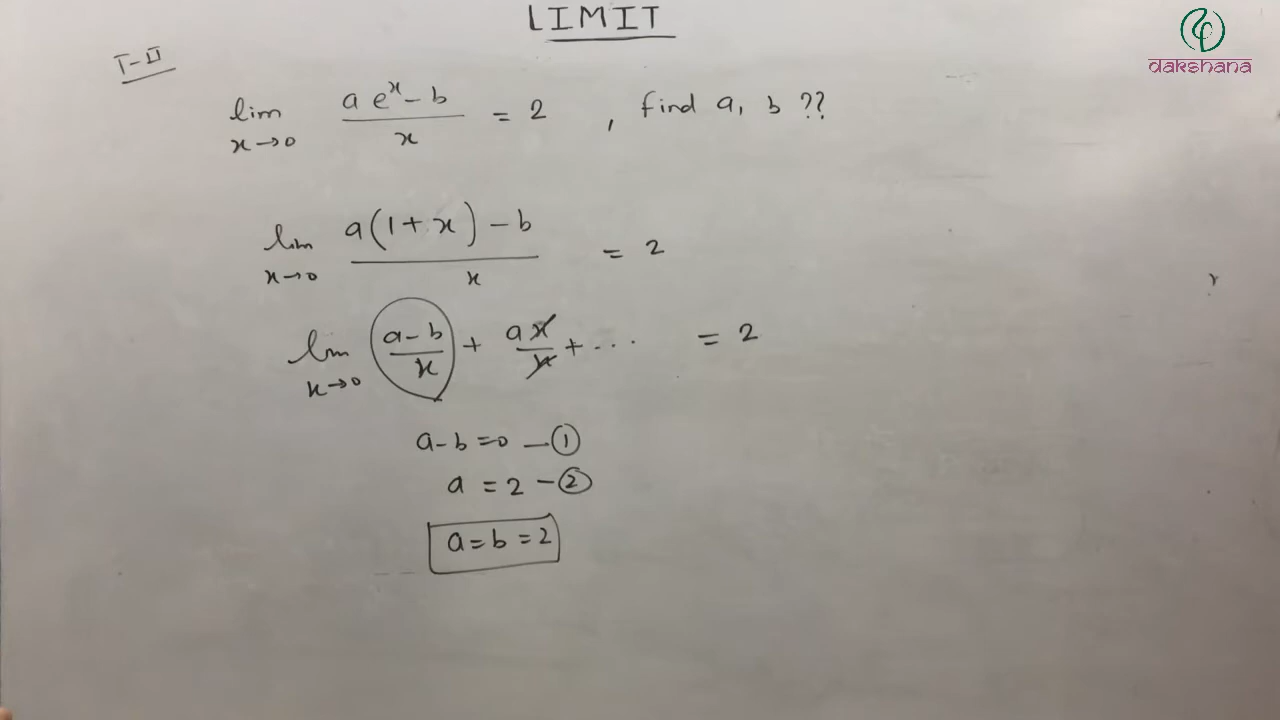 LIMIT
dakshana
T-II
lim x→0 (a e^x - b)/x = 2 , find a, b ??
lim x→0 (a(1+x) - b)/x = 2
lim x→0 (a-b)/x + ax/x + ... = 2
a-b=0 —①
a = 2 -②
a=b=2